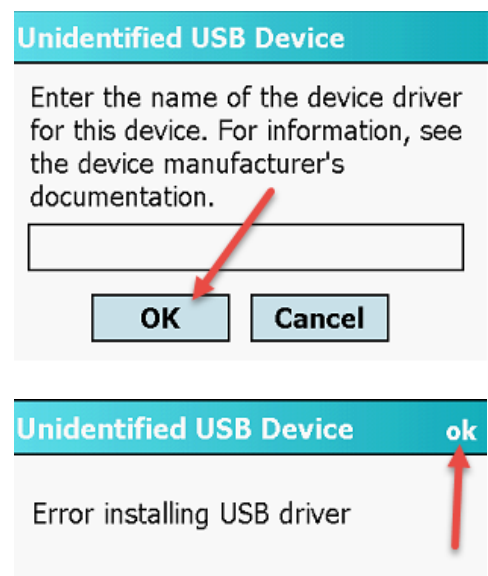 Unidentified USB Device
Enter the name of the device driver
for this device. For information, see
the device manufacturer's
documentation.
OK Cancel
Unidentified USB Device ok
Error installing USB driver